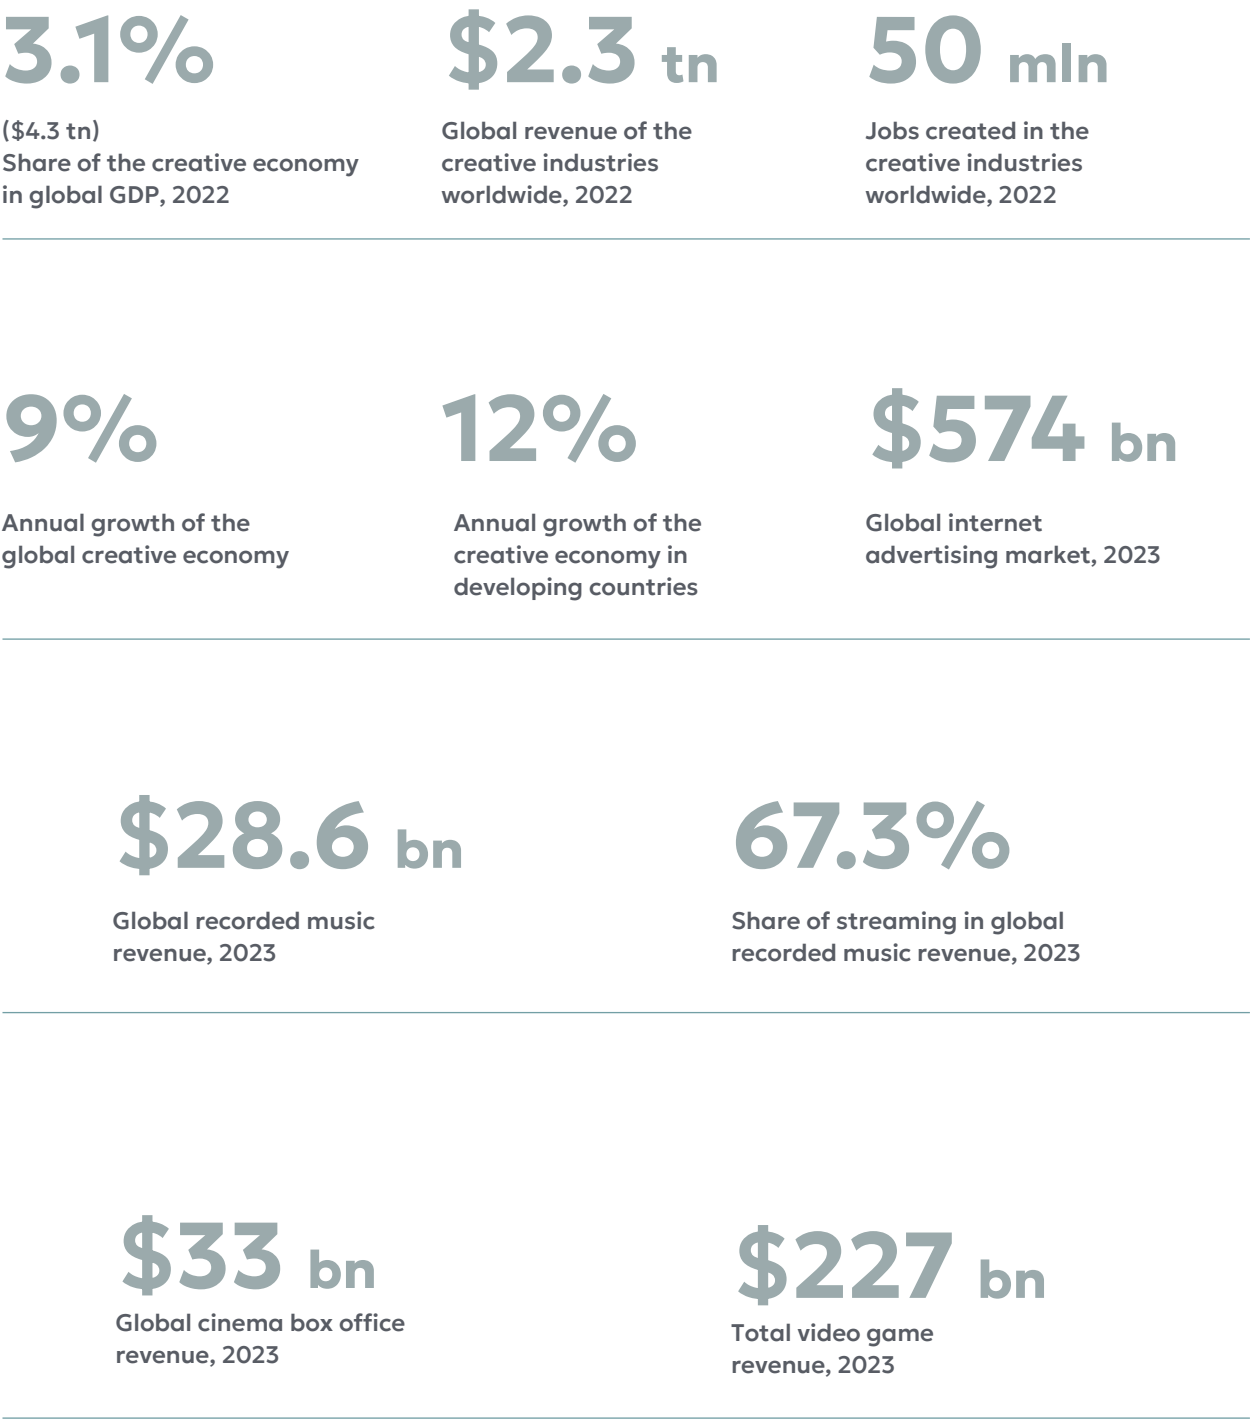 3.1%
($4.3 tn)
Share of the creative economy
in global GDP, 2022
$2.3 tn
Global revenue of the
creative industries
worldwide, 2022
50 mln
Jobs created in the
creative industries
worldwide, 2022
9%
Annual growth of the
global creative economy
12%
Annual growth of the
creative economy in
developing countries
$574 bn
Global internet
advertising market, 2023
$28.6 bn
Global recorded music
revenue, 2023
67.3%
Share of streaming in global
recorded music revenue, 2023
$33 bn
Global cinema box office
revenue, 2023
$227 bn
Total video game
revenue, 2023